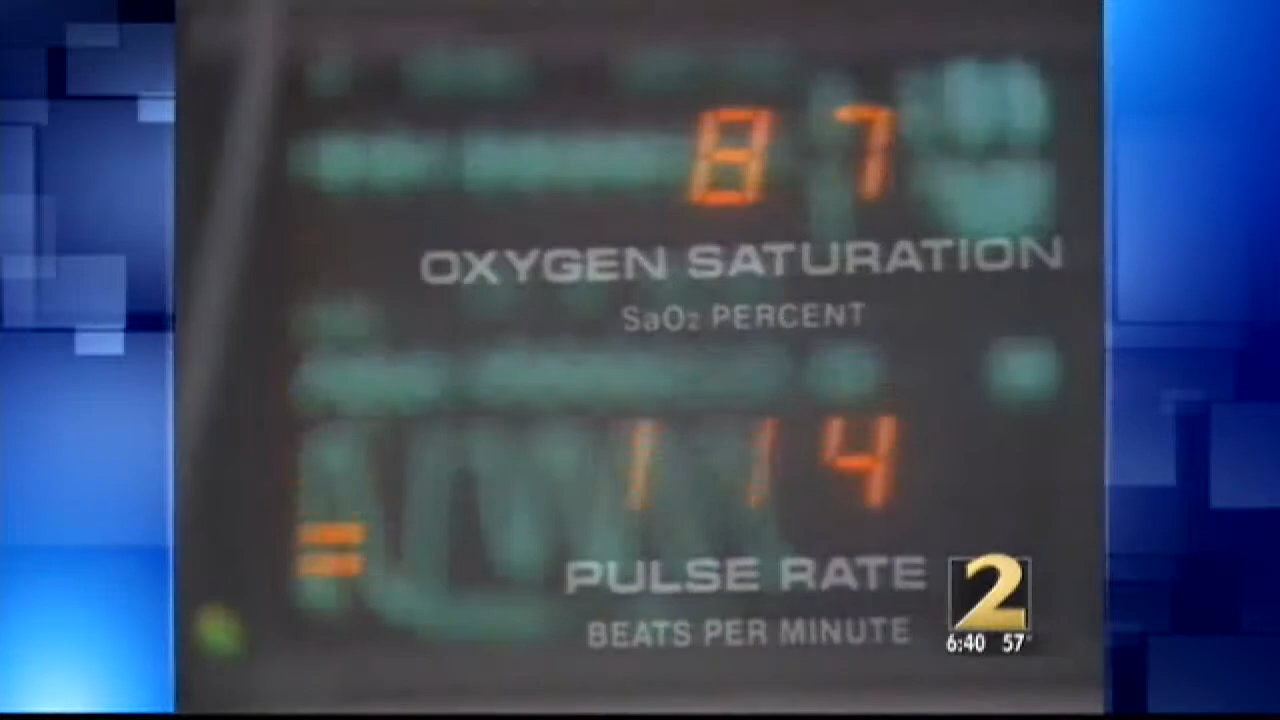 87
OXYGEN SATURATION
SaO2 PERCENT
114
PULSE RATE
BEATS PER MINUTE
2
6:40 57°